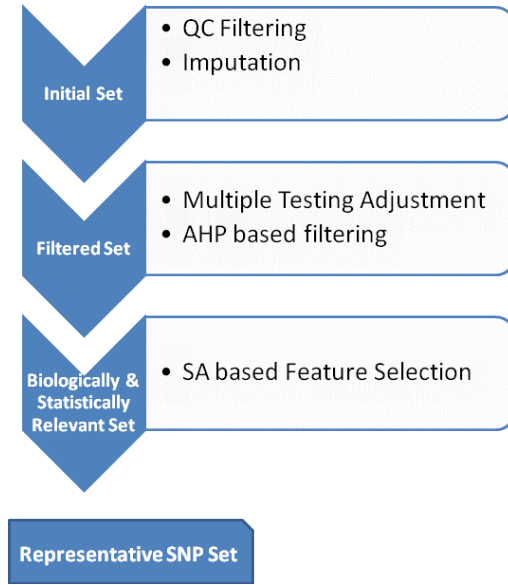 • QC Filtering
• Imputation
Initial Set
• Multiple Testing Adjustment
• AHP based filtering
Filtered Set
• SA based Feature Selection
Biologically &
Statistically
Relevant Set
Representative SNP Set